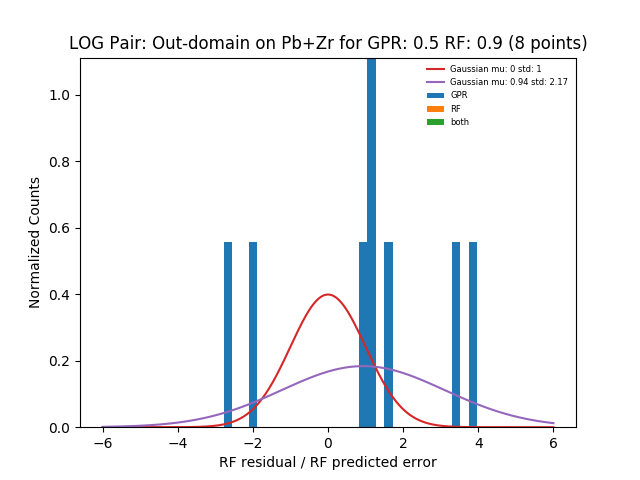 LOG Pair: Out-domain on Pb+Zr for GPR: 0.5 RF: 0.9 (8 points)
Gaussian mu: 0 std: 1
Gaussian mu: 0.94 std: 2.17
GPR
RF
both
Normalized Counts
1.0
0.8
0.6
0.4
0.2
0.0
−6 −4 −2 0 2 4 6
RF residual / RF predicted error